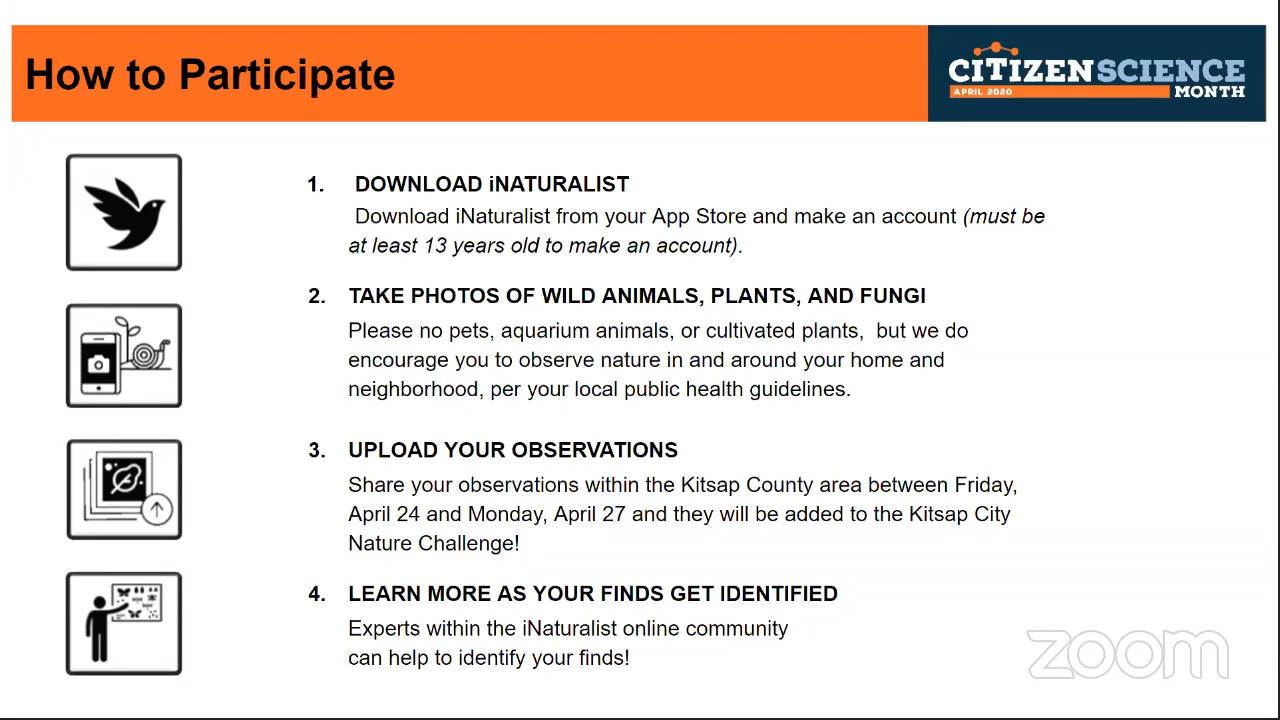 How to Participate
CITIZENSCIENCE
APRIL 2020
MONTH
1. DOWNLOAD iNATURALIST
Download iNaturalist from your App Store and make an account (must be
at least 13 years old to make an account).
2. TAKE PHOTOS OF WILD ANIMALS, PLANTS, AND FUNGI
Please no pets, aquarium animals, or cultivated plants, but we do
encourage you to observe nature in and around your home and
neighborhood, per your local public health guidelines.
3. UPLOAD YOUR OBSERVATIONS
Share your observations within the Kitsap County area between Friday,
April 24 and Monday, April 27 and they will be added to the Kitsap City
Nature Challenge!
4. LEARN MORE AS YOUR FINDS GET IDENTIFIED
Experts within the iNaturalist online community
can help to identify your finds!
zoom